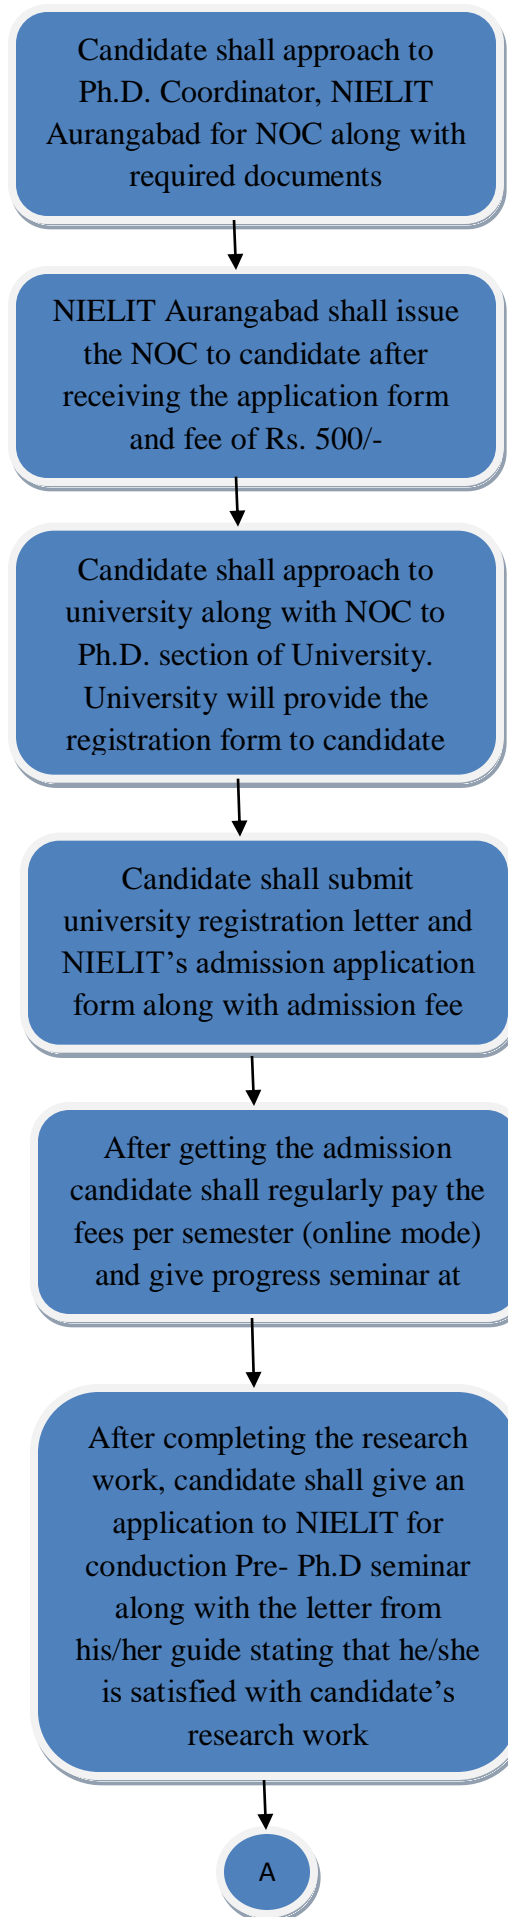 Candidate shall approach to
Ph.D. Coordinator, NIELIT
Aurangabad for NOC along with
required documents
NIELIT Aurangabad shall issue
the NOC to candidate after
receiving the application form
and fee of Rs. 500/-
Candidate shall approach to
university along with NOC to
Ph.D. section of University.
University will provide the
registration form to candidate
Candidate shall submit
university registration letter and
NIELIT’s admission application
form along with admission fee
After getting the admission
candidate shall regularly pay the
fees per semester (online mode)
and give progress seminar at
After completing the research
work, candidate shall give an
application to NIELIT for
conduction Pre- Ph.D seminar
along with the letter from
his/her guide stating that he/she
is satisfied with candidate’s
research work
A